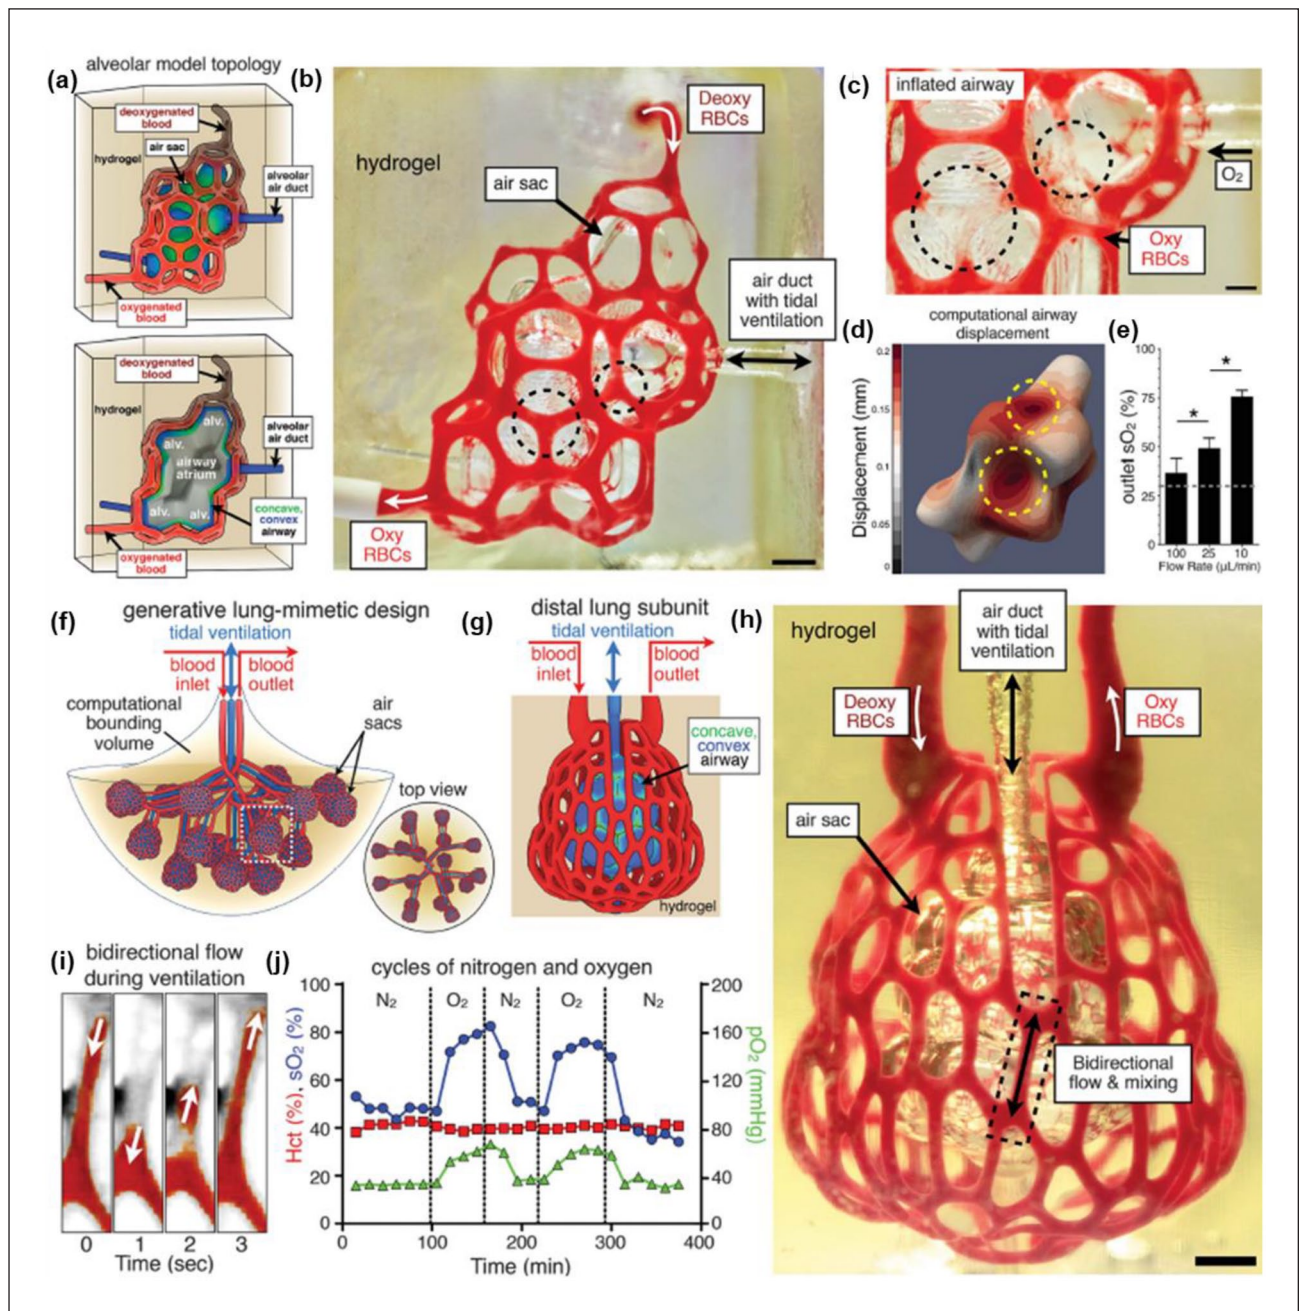 (a)
alveolar model topology
deoxygenated
blood
air sac
hydrogel
alveolar
air duct
oxygenated
blood
deoxygenated
blood
hydrogel
alv.
alv.
airway
atrium
alveolar
air duct
alv.
alv.
concave,
convex
airway
oxygenated
blood
(b)
hydrogel
Deoxy
RBCs
air sac
air duct
with tidal
ventilation
Oxy
RBCs
(c)
inflated airway
O₂
Oxy
RBCs
(d)
computational airway
displacement
Displacement (mm)
0.2
0.15
0.1
0.05
0
(e)
outlet sO₂ (%)
100
75
50
25
0
*
*
100 25 10
Flow Rate (µL/min)
(f)
generative lung-mimetic design
tidal ventilation
blood
inlet
blood
outlet
computational
bounding
volume
air
sacs
top view
(g)
distal lung subunit
tidal ventilation
blood
inlet
blood
outlet
concave,
convex
airway
hydrogel
(h)
hydrogel
air duct
with tidal
ventilation
Deoxy
RBCs
Oxy
RBCs
air sac
Bidirectional
flow & mixing
(i)
bidirectional flow
during ventilation
0 1 2 3
Time (sec)
(j)
cycles of nitrogen and oxygen
N₂ O₂ N₂ O₂ N₂
Hct (%), sO₂ (%)
100
80
60
40
20
0
pO₂ (mmHg)
200
160
120
80
40
0
0 100 200 300 400
Time (min)